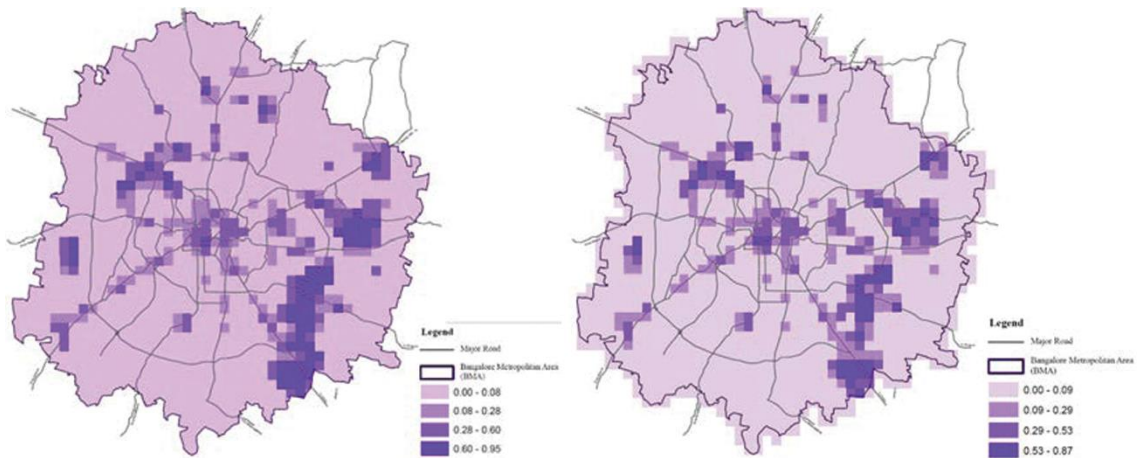 Legend
Major Road
Bangalore Metropolitan Area
(BMA)
0.00 - 0.08
0.08 - 0.28
0.28 - 0.60
0.60 - 0.95
Legend
Major Road
Bangalore Metropolitan Area
(BMA)
0.00 - 0.09
0.09 - 0.29
0.29 - 0.53
0.53 - 0.87